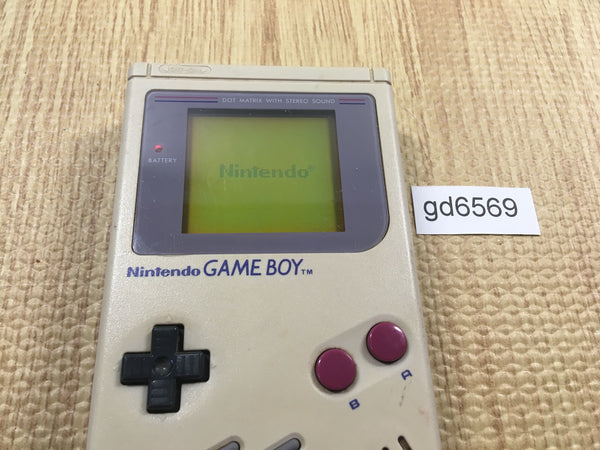 DOT MATRIX WITH STEREO SOUND
BATTERY
Nintendo®
gd6569
Nintendo GAME BOY™
B A